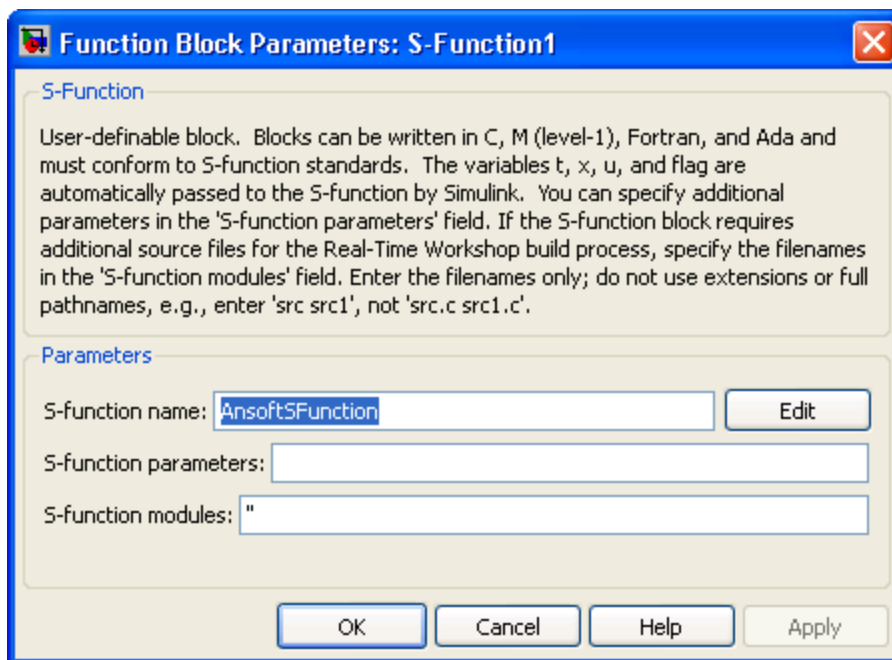 Function Block Parameters: S-Function1
S-Function
User-definable block.  Blocks can be written in C, M (level-1), Fortran, and Ada and
must conform to S-function standards.  The variables t, x, u, and flag are
automatically passed to the S-function by Simulink.  You can specify additional
parameters in the 'S-function parameters' field. If the S-function block requires
additional source files for the Real-Time Workshop build process, specify the filenames
in the 'S-function modules' field. Enter the filenames only; do not use extensions or full
pathnames, e.g., enter 'src src1', not 'src.c src1.c'.
Parameters
S-function name: AnsoftSFunction Edit
S-function parameters:
S-function modules: ''
OK Cancel Help Apply